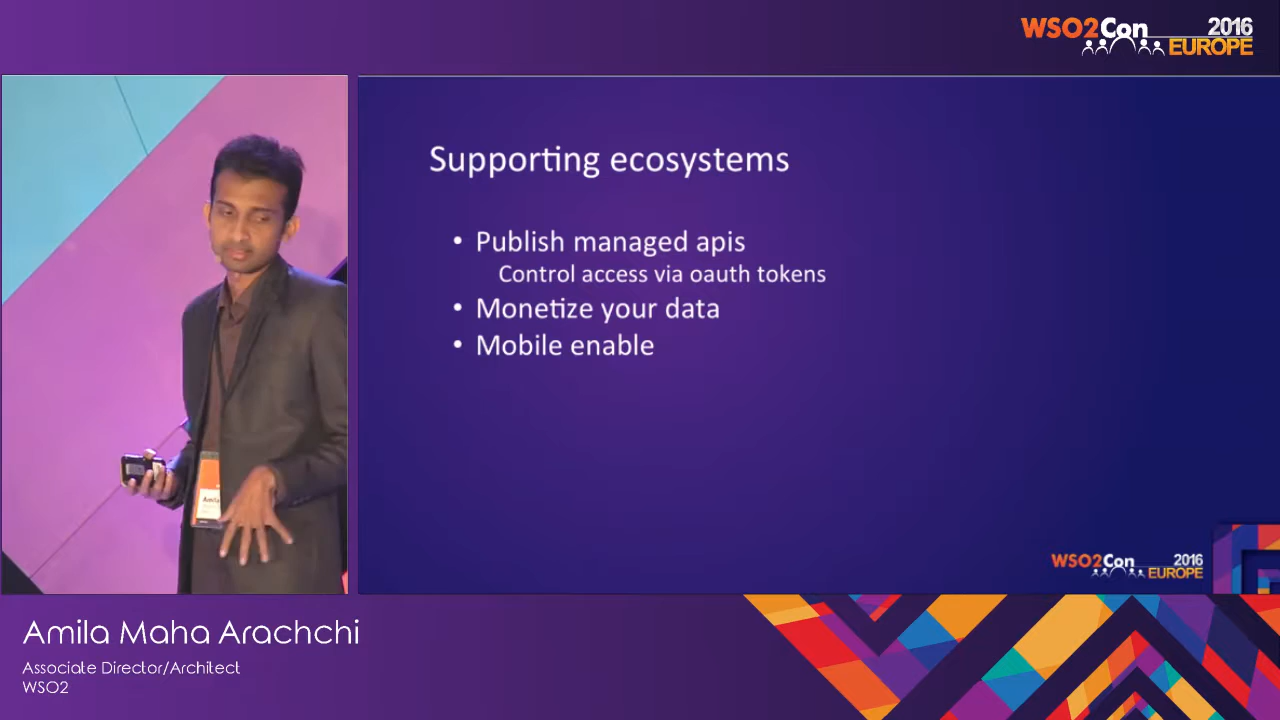 WSO2Con 2016
EUROPE
Supporting ecosystems
• Publish managed apis
Control access via oauth tokens
• Monetize your data
• Mobile enable
Amila
WSO2Con 2016
EUROPE
Amila Maha Arachchi
Associate Director/Architect
WSO2